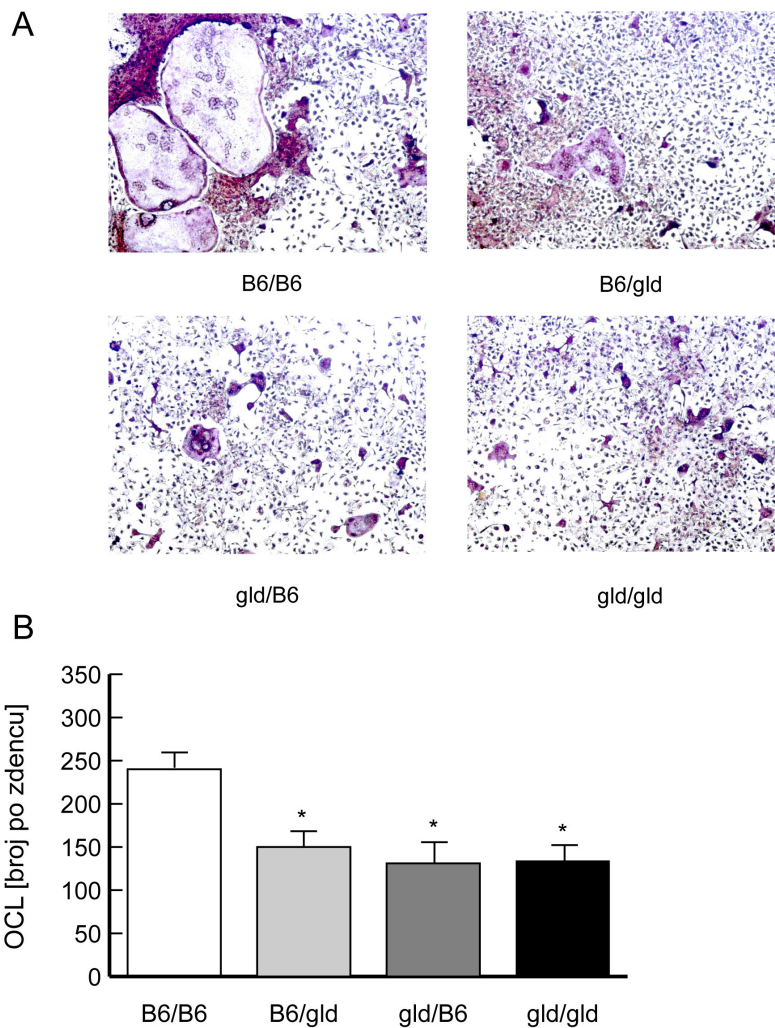 A
B6/B6 B6/gld
gld/B6 gld/gld
B
OCL [broj po zdencu]
350
300
250
200
150
100
50
0
* * *
B6/B6 B6/gld gld/B6 gld/gld